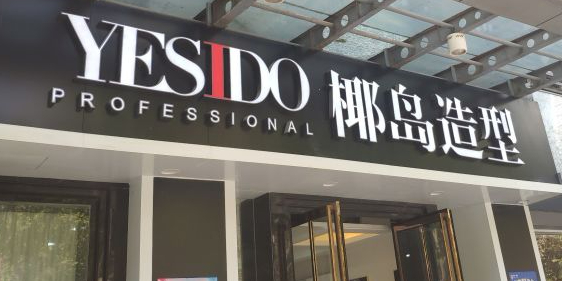 YESIDO
PROFESSIONAL
椰岛造型